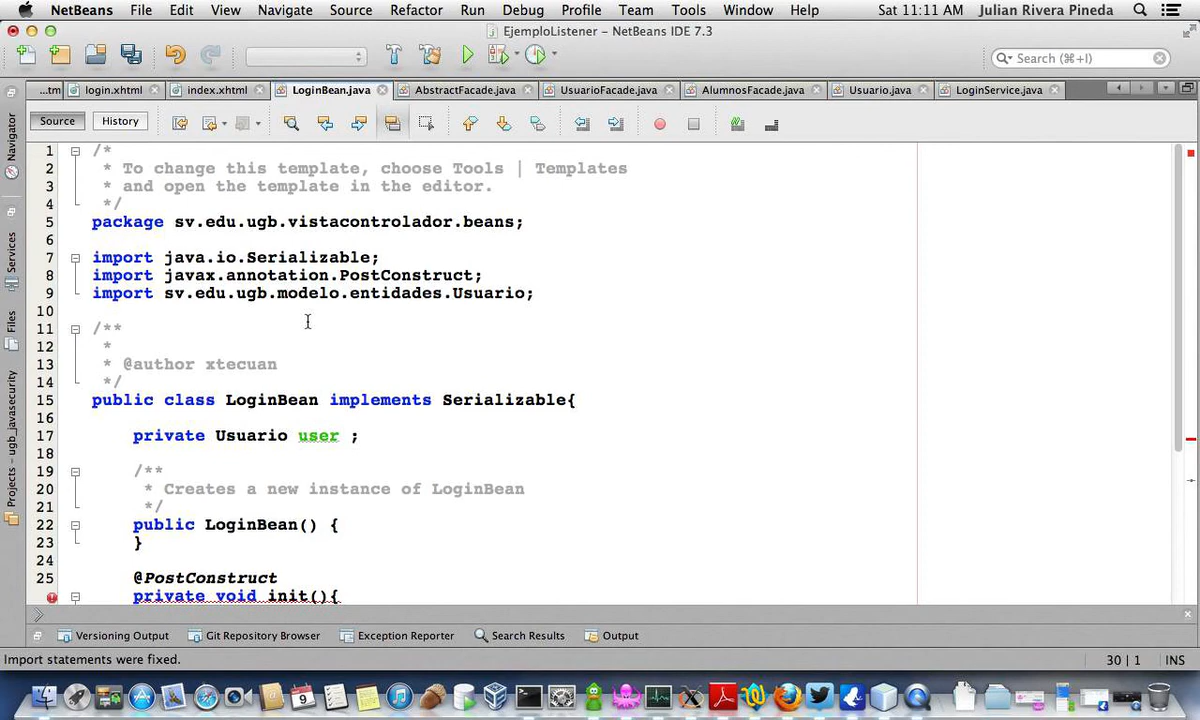 NetBeans File Edit View Navigate Source Refactor Run Debug Profile Team Tools Window Help Sat 11:11 AM Julian Rivera Pineda
EjemploListener – NetBeans IDE 7.3
Search (⌘+I)
...tm login.xhtml index.xhtml LoginBean.java AbstractFacade.java UsuarioFacade.java AlumnosFacade.java Usuario.java LoginService.java
Source History
Navigator
Services
Files
Projects - ugb_javasecurity
1 /*
2 * To change this template, choose Tools | Templates
3 * and open the template in the editor.
4 */
5 package sv.edu.ugb.vistacontrolador.beans;
6
7 import java.io.Serializable;
8 import javax.annotation.PostConstruct;
9 import sv.edu.ugb.modelo.entidades.Usuario;
10
11 /**
12 *
13 * @author xtecuan
14 */
15 public class LoginBean implements Serializable{
16
17 private Usuario user ;
18
19 /**
20 * Creates a new instance of LoginBean
21 */
22 public LoginBean() {
23 }
24
25 @PostConstruct
private void init(){
Versioning Output Git Repository Browser Exception Reporter Search Results Output
Import statements were fixed. 30 | 1 INS
9